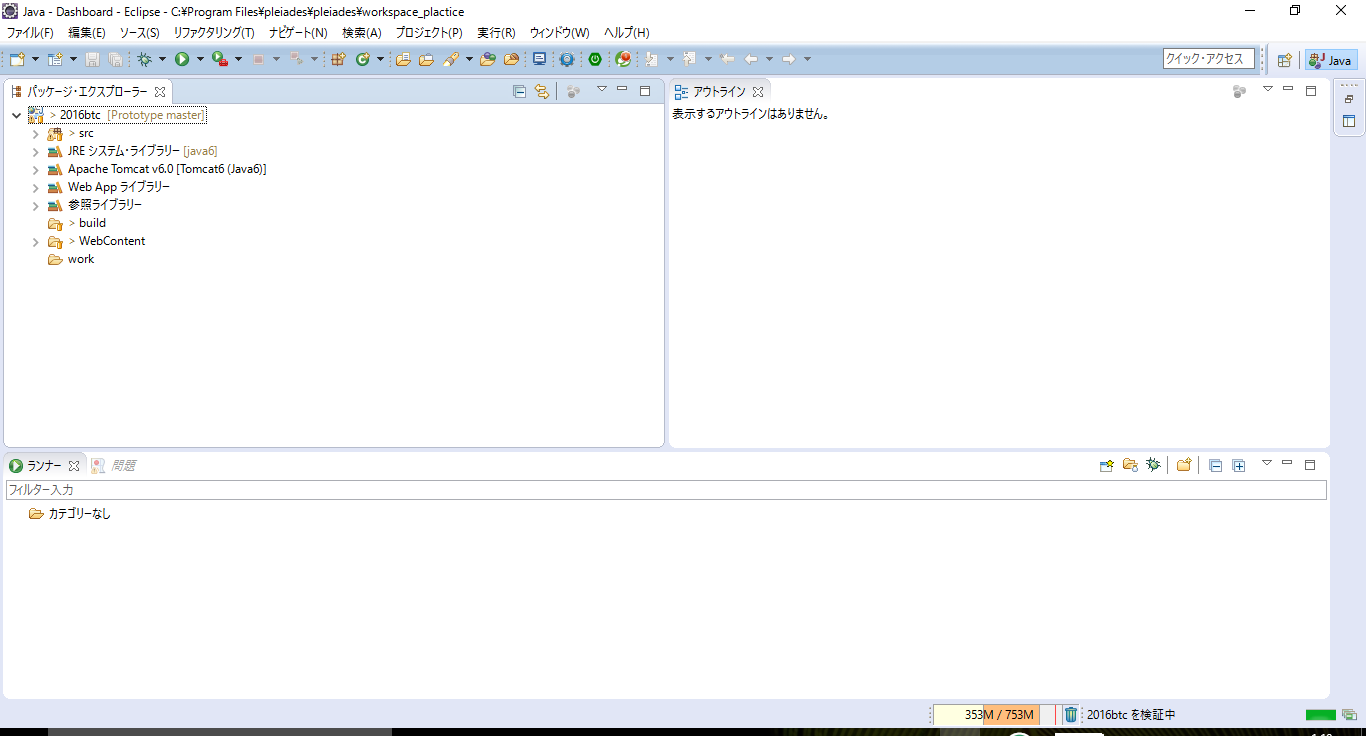 Java - Dashboard - Eclipse - C:¥Program Files¥pleiades¥pleiades¥workspace_plactice
ファイル(F) 編集(E) ソース(S) リファクタリング(T) ナビゲート(N) 検索(A) プロジェクト(P) 実行(R) ウィンドウ(W) ヘルプ(H)
クイック・アクセス Java
パッケージ・エクスプローラー
> 2016btc [Prototype master]
> src
JRE システム・ライブラリー [java6]
Apache Tomcat v6.0 [Tomcat6 (Java6)]
Web App ライブラリー
参照ライブラリー
> build
> WebContent
work
アウトライン
表示するアウトラインはありません。
ランナー 問題
フィルター入力
カテゴリーなし
353M / 753M 2016btc を検証中